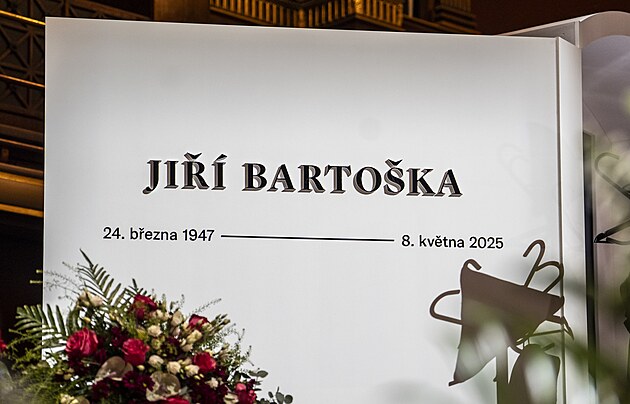 JIŘÍ BARTOŠKA
24. března 1947 8. května 2025